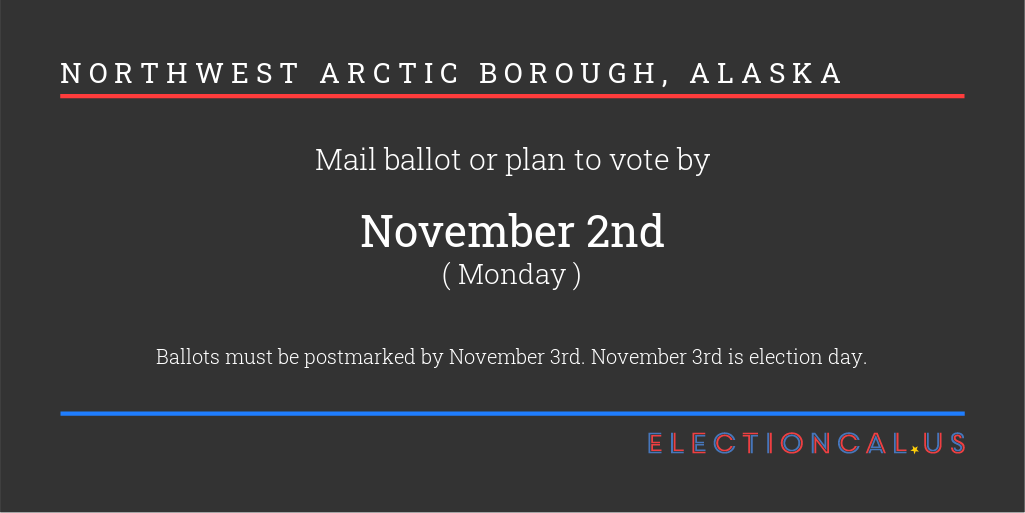 NORTHWEST ARCTIC BOROUGH, ALASKA
Mail ballot or plan to vote by
November 2nd
( Monday )
Ballots must be postmarked by November 3rd. November 3rd is election day.
ELECTIONCAL.US